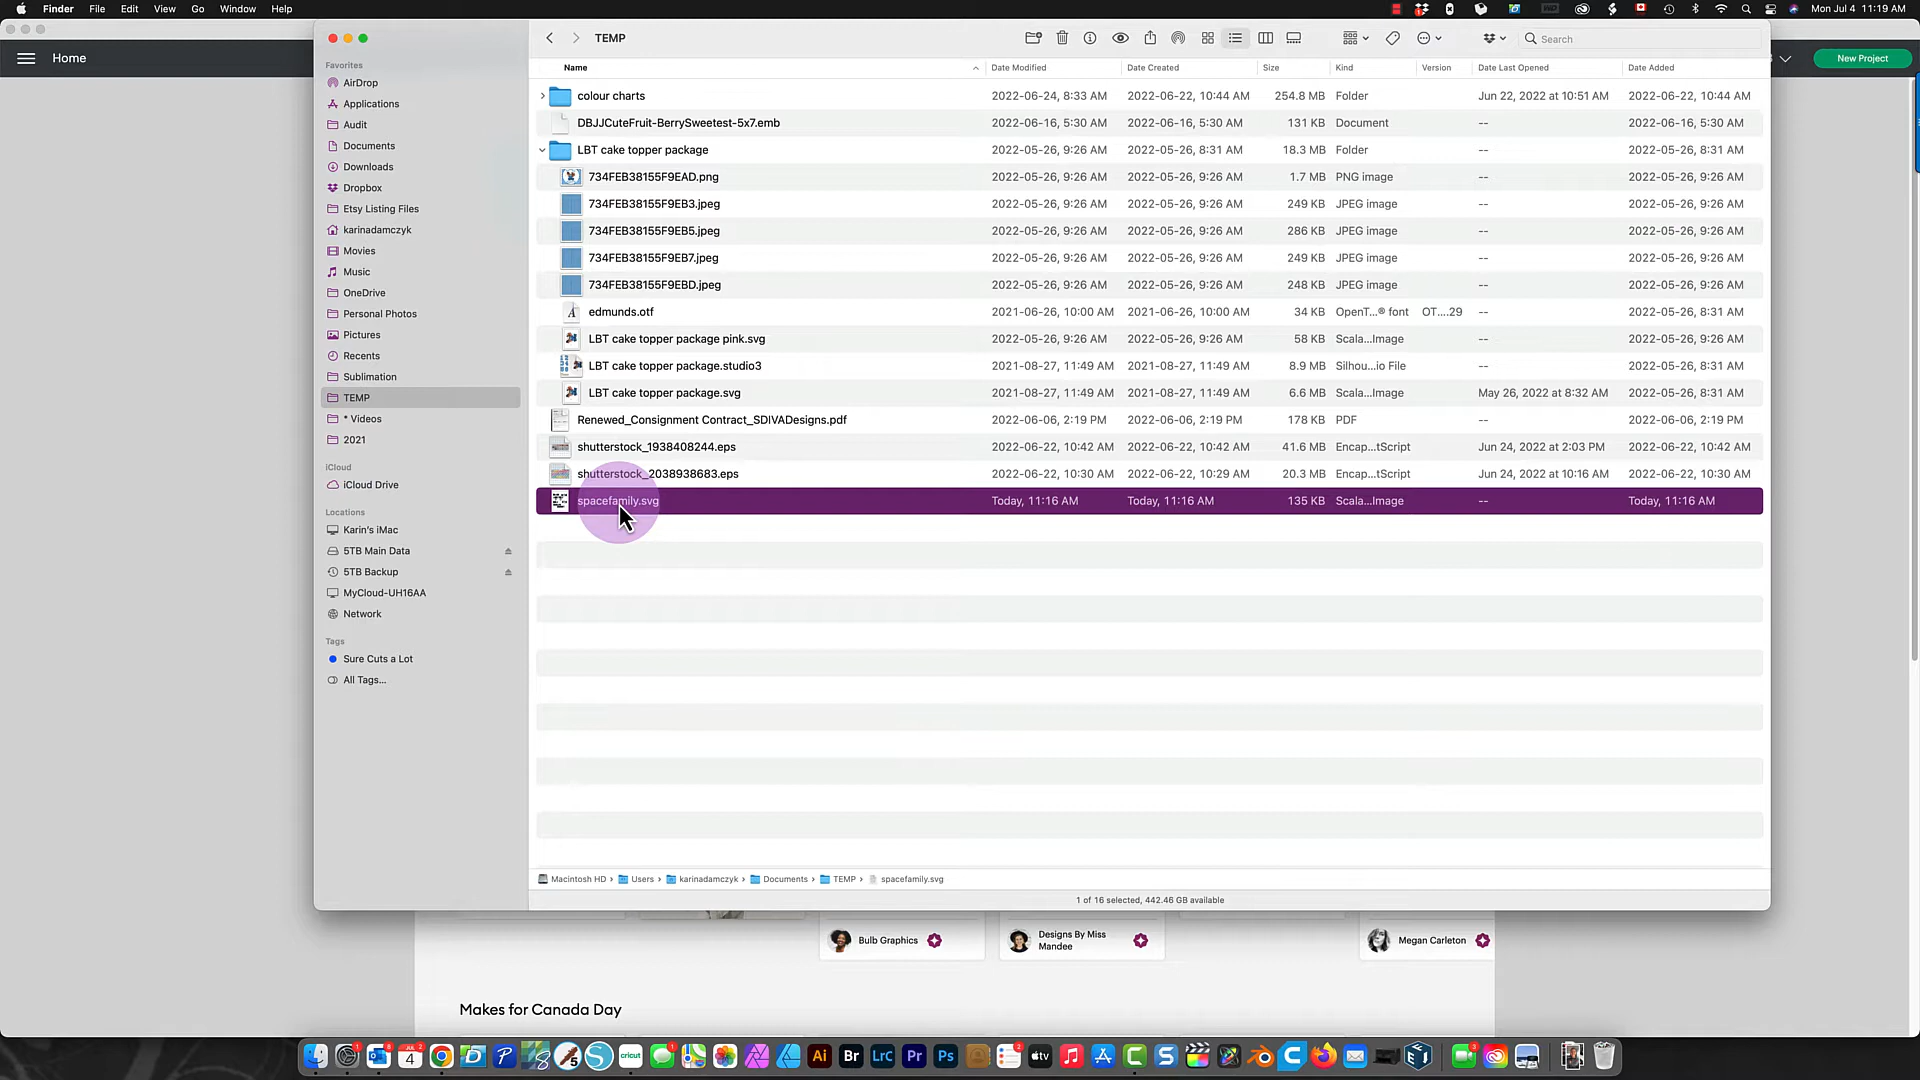 Finder File Edit View Go Window Help
Mon Jul 4 11:19 AM
Home
New Project
TEMP
Search
Favorites
AirDrop
Applications
Audit
Documents
Downloads
Dropbox
Etsy Listing Files
karinadamczyk
Movies
Music
OneDrive
Personal Photos
Pictures
Recents
Sublimation
TEMP
* Videos
2021
iCloud
iCloud Drive
Locations
Karin's iMac
5TB Main Data
5TB Backup
MyCloud-UH16AA
Network
Tags
Sure Cuts a Lot
All Tags...
Name Date Modified Date Created Size Kind Version Date Last Opened Date Added
colour charts 2022-06-24, 8:33 AM 2022-06-22, 10:44 AM 254.8 MB Folder Jun 22, 2022 at 10:51 AM 2022-06-22, 10:44 AM
DBJJCuteFruit-BerrySweetest-5x7.emb 2022-06-16, 5:30 AM 2022-06-16, 5:30 AM 131 KB Document -- 2022-06-16, 5:30 AM
LBT cake topper package 2022-05-26, 9:26 AM 2022-05-26, 8:31 AM 18.3 MB Folder -- 2022-05-26, 8:31 AM
734FEB38155F9EAD.png 2022-05-26, 9:26 AM 2022-05-26, 9:26 AM 1.7 MB PNG image -- 2022-05-26, 9:26 AM
734FEB38155F9EB3.jpeg 2022-05-26, 9:26 AM 2022-05-26, 9:26 AM 249 KB JPEG image -- 2022-05-26, 9:26 AM
734FEB38155F9EB5.jpeg 2022-05-26, 9:26 AM 2022-05-26, 9:26 AM 286 KB JPEG image -- 2022-05-26, 9:26 AM
734FEB38155F9EB7.jpeg 2022-05-26, 9:26 AM 2022-05-26, 9:26 AM 249 KB JPEG image -- 2022-05-26, 9:26 AM
734FEB38155F9EBD.jpeg 2022-05-26, 9:26 AM 2022-05-26, 9:26 AM 248 KB JPEG image -- 2022-05-26, 9:26 AM
edmunds.otf 2021-06-26, 10:00 AM 2021-06-26, 10:00 AM 34 KB OpenT...® font OT....29 -- 2022-05-26, 8:31 AM
LBT cake topper package pink.svg 2022-05-26, 9:26 AM 2022-05-26, 9:26 AM 58 KB Scala...Image -- 2022-05-26, 9:26 AM
LBT cake topper package.studio3 2021-08-27, 11:49 AM 2021-08-27, 11:49 AM 8.9 MB Silhou...io File -- 2022-05-26, 8:31 AM
LBT cake topper package.svg 2021-08-27, 11:49 AM 2021-08-27, 11:49 AM 6.6 MB Scala...Image May 26, 2022 at 8:32 AM 2022-05-26, 8:31 AM
Renewed_Consignment Contract_SDIVADesigns.pdf 2022-06-06, 2:19 PM 2022-06-06, 2:19 PM 178 KB PDF -- 2022-06-06, 2:19 PM
shutterstock_1938408244.eps 2022-06-22, 10:42 AM 2022-06-22, 10:42 AM 41.6 MB Encap...tScript Jun 24, 2022 at 2:03 PM 2022-06-22, 10:42 AM
shutterstock_2038938683.eps 2022-06-22, 10:30 AM 2022-06-22, 10:29 AM 20.3 MB Encap...tScript Jun 24, 2022 at 10:16 AM 2022-06-22, 10:30 AM
spacefamily.svg Today, 11:16 AM Today, 11:16 AM 135 KB Scala...Image -- Today, 11:16 AM
Macintosh HD › Users › karinadamczyk › Documents › TEMP › spacefamily.svg
1 of 16 selected, 442.46 GB available
Bulb Graphics
Designs By Miss
Mandee
Megan Carleton
Makes for Canada Day
cricut Ai Br LrC Pr Ps tv